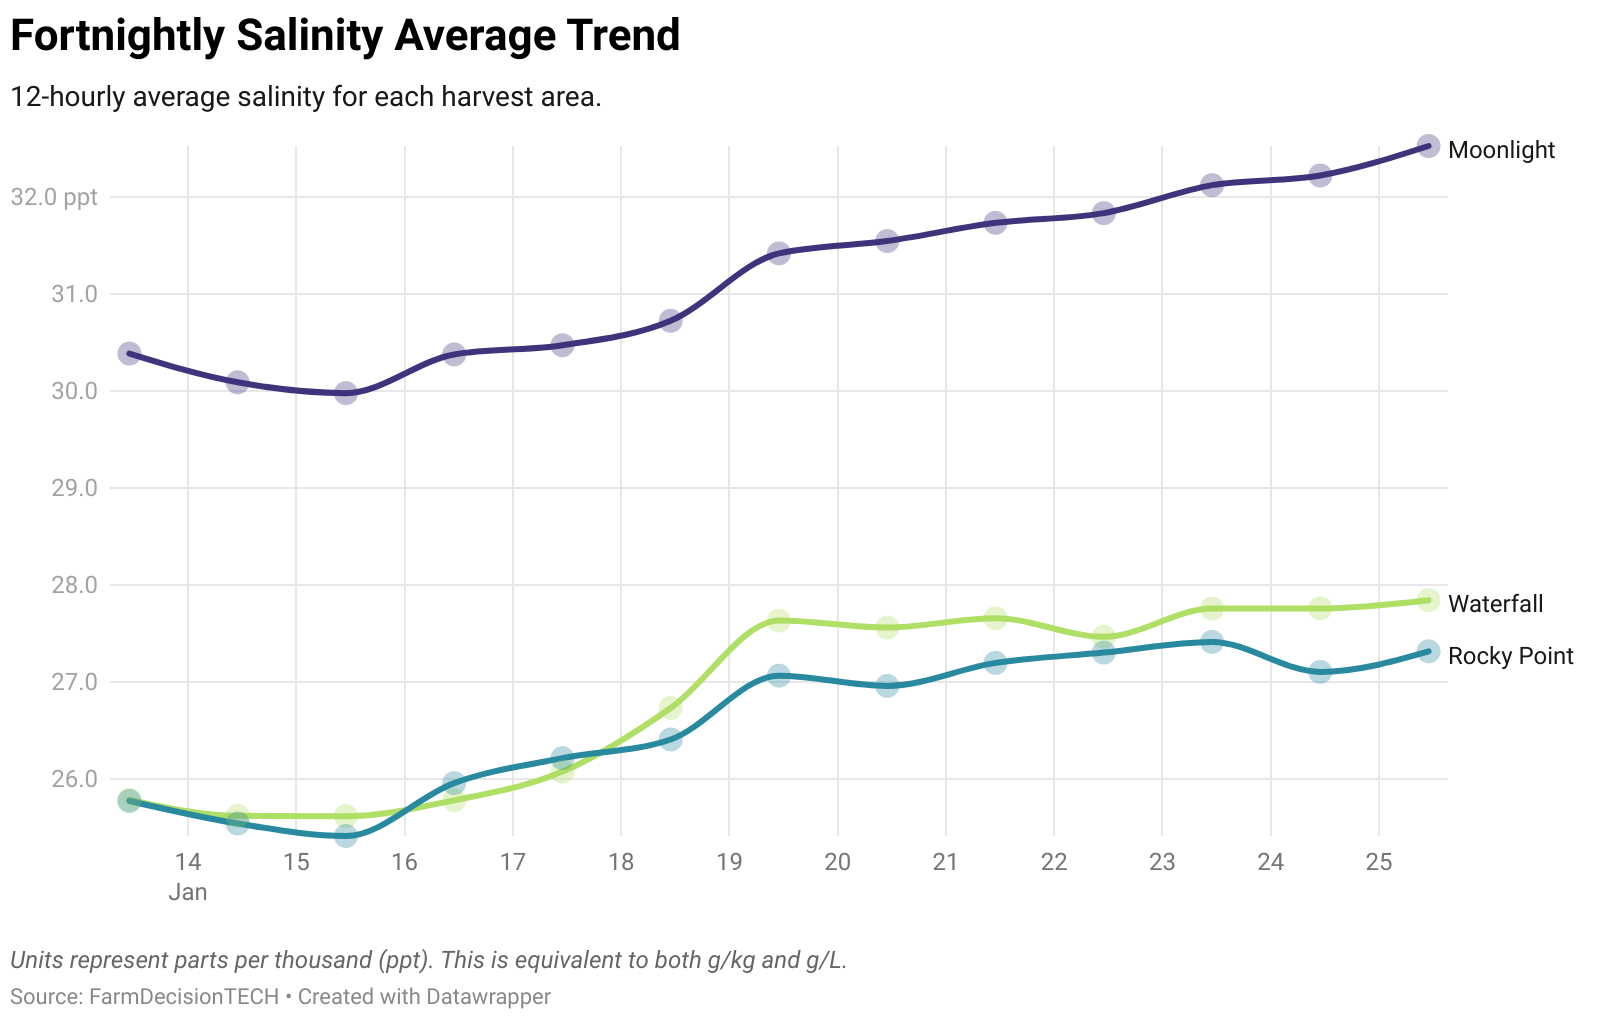 Fortnightly Salinity Average Trend
12-hourly average salinity for each harvest area.
Moonlight
32.0 ppt
31.0
30.0
29.0
28.0
Waterfall
Rocky Point
27.0
26.0
14 15 16 17 18 19 20 21 22 23 24 25
Jan
Units represent parts per thousand (ppt). This is equivalent to both g/kg and g/L.
Source: FarmDecisionTECH • Created with Datawrapper